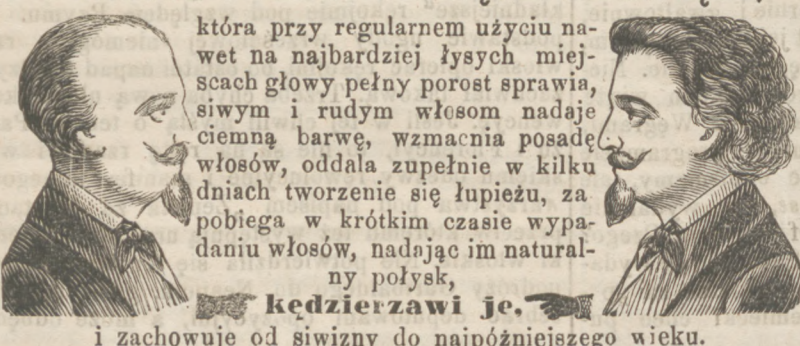 która przy regularnem użyciu na-
wet na najbardziej łysych miej-
scach głowy pełny porost sprawia,
siwym i rudym włosom nadaje
ciemną barwę, wzmacnia posadę
włosów, oddala zupełnie w kilku
dniach tworzenie się łupieżu, za
pobiega w krótkim czasie wypa-
daniu włosów, nadając im natural-
ny połysk,
kędzierzawi je,
i zachowuje od siwizny do najpóźniejszego wieku.